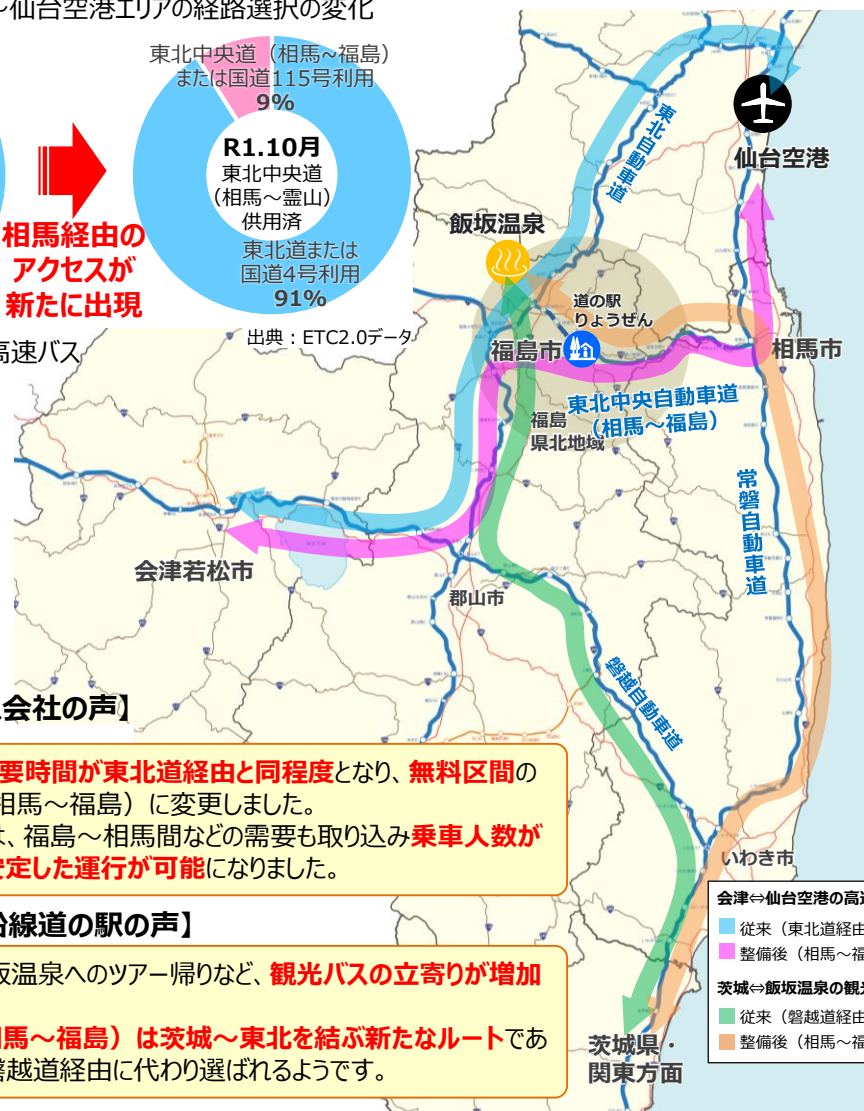 ~仙台空港エリアの経路選択の変化
東北中央道（相馬~福島）
または国道115号利用
9%
R1.10月
東北中央道
(相馬～霊山)
供用済
東北道または
国道4号利用
91%
相馬経由の
アクセスが
新たに出現
出典：ETC2.0データ
高速バス
東北自動車道
仙台空港
飯坂温泉
道の駅
りょうぜん
福島市
相馬市
東北中央自動車道
（相馬～福島）
福島
県北地域
常磐自動車道
会津若松市
郡山市
磐越自動車道
いわき市
茨城県・
関東方面
会社の声】
要時間が東北道経由と同程度となり、無料区間の
相馬～福島）に変更しました。
は、福島～相馬間などの需要も取り込み乗車人数が
安定した運行が可能になりました。
沿線道の駅の声】
坂温泉へのツアー帰りなど、観光バスの立寄りが増加
馬～福島）は茨城～東北を結ぶ新たなルートであ
磐越道経由に代わり選ばれるようです。
会津⇔仙台空港の高速
従来（東北道経由
整備後（相馬～福
茨城⇔飯坂温泉の観光
従来（磐越道経由
整備後（相馬～福